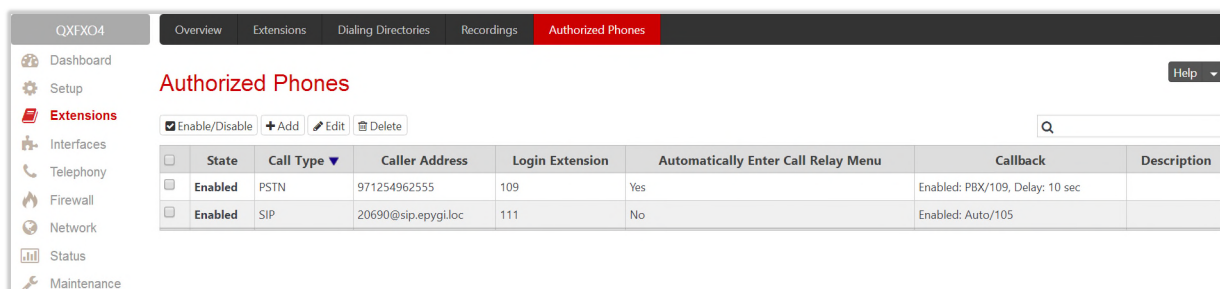 QXFXO4
Overview Extensions Dialing Directories Recordings Authorized Phones
Dashboard
Setup
Extensions
Interfaces
Telephony
Firewall
Network
Status
Maintenance
Authorized Phones
Help
Enable/Disable Add Edit Delete
State Call Type Caller Address Login Extension Automatically Enter Call Relay Menu Callback Description
Enabled PSTN 971254962555 109 Yes Enabled: PBX/109, Delay: 10 sec
Enabled SIP 20690@sip.epygi.loc 111 No Enabled: Auto/105